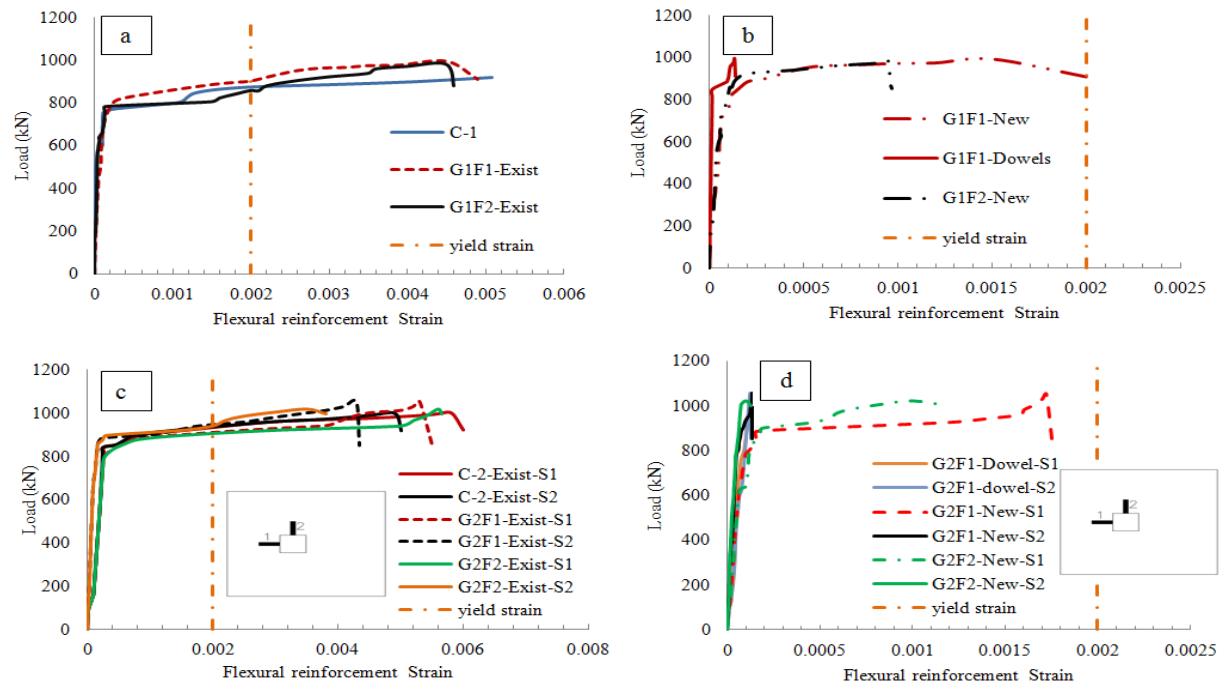 a
1200
1000
800
600
400
200
0
Load (kN)
C-1
G1F1-Exist
G1F2-Exist
yield strain
0 0.001 0.002 0.003 0.004 0.005 0.006
Flexural reinforcement Strain
b
1200
1000
800
600
400
200
0
Load (kN)
G1F1-New
G1F1-Dowels
G1F2-New
yield strain
0 0.0005 0.001 0.0015 0.002 0.0025
Flexural reinforcement Strain
c
1200
1000
800
600
400
200
0
Load (kN)
C-2-Exist-S1
C-2-Exist-S2
G2F1-Exist-S1
G2F1-Exist-S2
G2F2-Exist-S1
G2F2-Exist-S2
yield strain
1
2
0 0.002 0.004 0.006 0.008
Flexural reinforcement Strain
d
1200
1000
800
600
400
200
0
Load (kN)
G2F1-Dowel-S1
G2F1-dowel-S2
G2F1-New-S1
G2F1-New-S2
G2F2-New-S1
G2F2-New-S2
yield strain
1
2
0 0.0005 0.001 0.0015 0.002 0.0025
Flexural reinforcement Strain